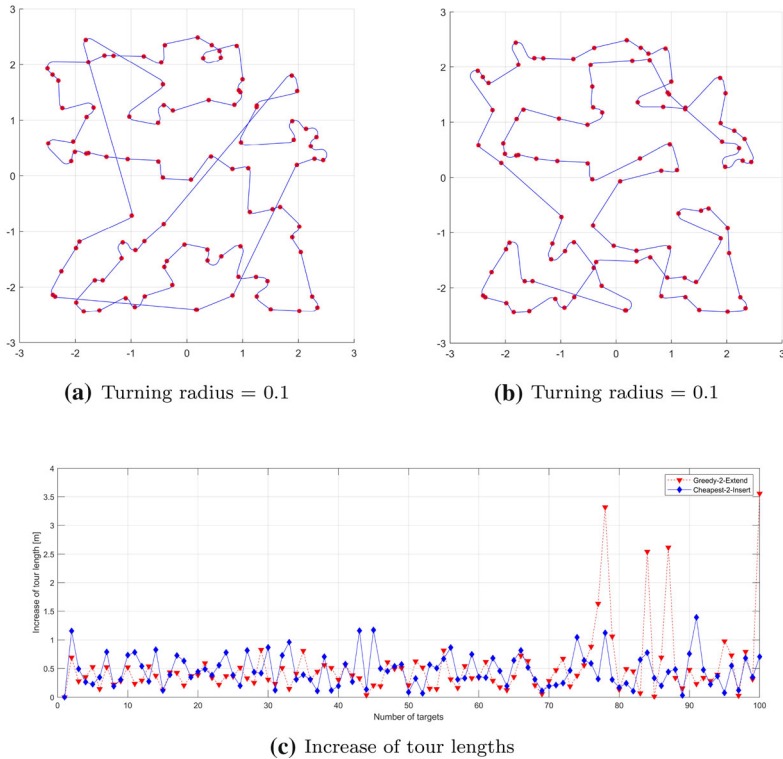 3
2
1
0
-1
-2
-3
-3 -2 -1 0 1 2 3
(a) Turning radius = 0.1
3
2
1
0
-1
-2
-3
-3 -2 -1 0 1 2 3
(b) Turning radius = 0.1
4
3.5
3
2.5
2
1.5
1
0.5
0
Increase of tour length [m]
Greedy-2-Extend
Cheapest-2-Insert
0 10 20 30 40 50 60 70 80 90 100
Number of targets
(c) Increase of tour lengths